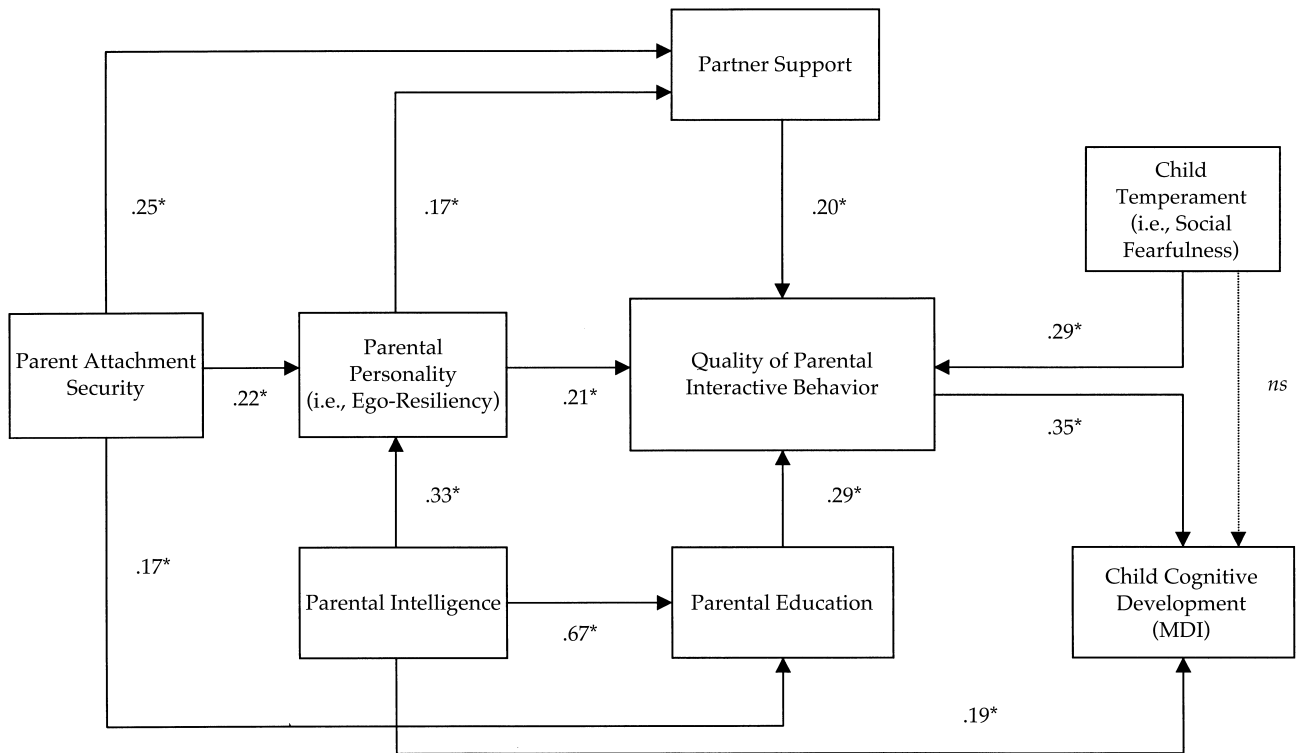 Partner Support
Child
Temperament
(i.e., Social
Fearfulness)
.25*
.17*
.20*
Parent Attachment
Security
Parental
Personality
(i.e., Ego-Resiliency)
Quality of Parental
Interactive Behavior
.29*
ns
.22*
.21*
.35*
.33*
.29*
.17*
Parental Intelligence
Parental Education
Child Cognitive
Development
(MDI)
.67*
.19*